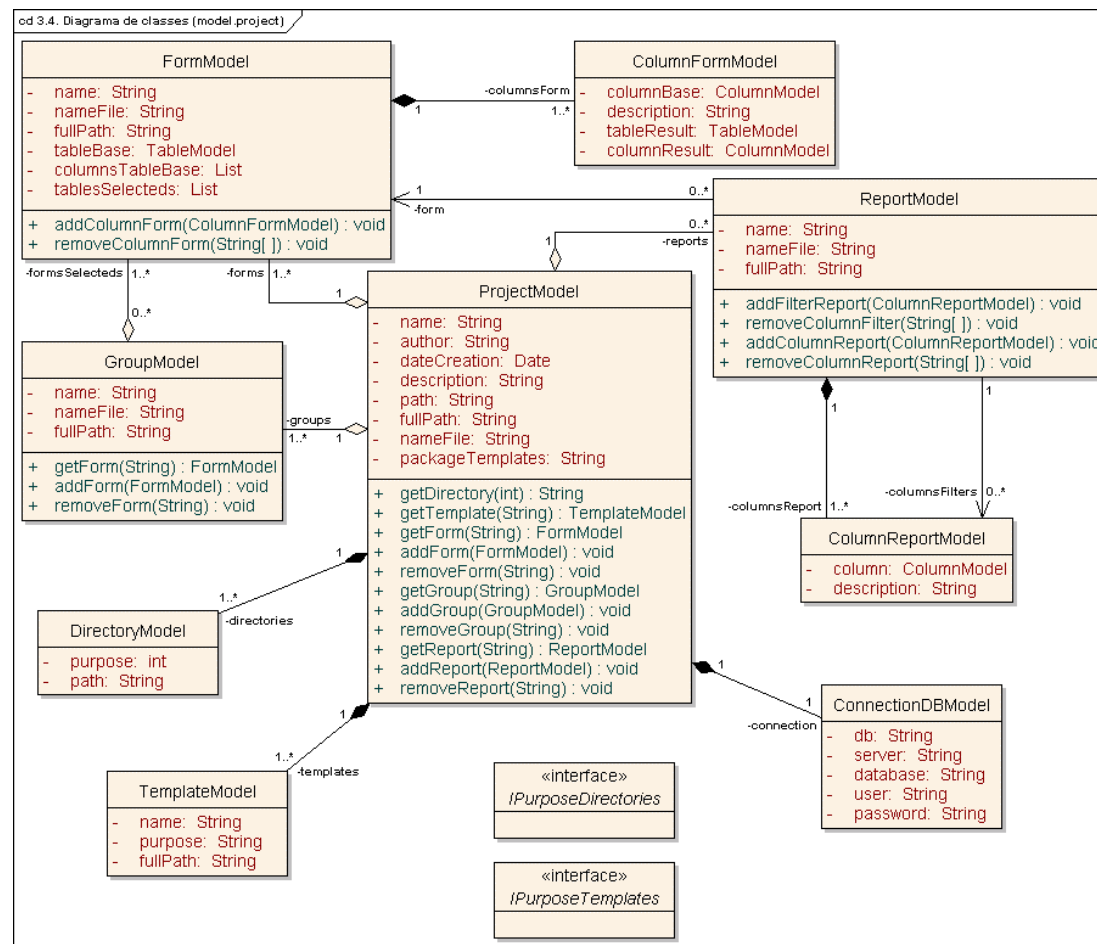 cd 3.4. Diagrama de classes (model.project)
FormModel
- name: String
- nameFile: String
- fullPath: String
- tableBase: TableModel
- columnsTableBase: List
- tablesSelecteds: List
+ addColumnForm(ColumnFormModel) : void
+ removeColumnForm(String[ ]) : void
-columnsForm
1
1..*
ColumnFormModel
- columnBase: ColumnModel
- description: String
- tableResult: TableModel
- columnResult: ColumnModel
1
-form
0..*
0..*
-reports
1
ReportModel
- name: String
- nameFile: String
- fullPath: String
+ addFilterReport(ColumnReportModel) : void
+ removeColumnFilter(String[ ]) : void
+ addColumnReport(ColumnReportModel) : void
+ removeColumnReport(String[ ]) : void
-formsSelecteds
1..*
0..*
-forms
1..*
1
GroupModel
- name: String
- nameFile: String
- fullPath: String
+ getForm(String) : FormModel
+ addForm(FormModel) : void
+ removeForm(String) : void
-groups
1..*
1
ProjectModel
- name: String
- author: String
- dateCreation: Date
- description: String
- path: String
- fullPath: String
- nameFile: String
- packageTemplates: String
+ getDirectory(int) : String
+ getTemplate(String) : TemplateModel
+ getForm(String) : FormModel
+ addForm(FormModel) : void
+ removeForm(String) : void
+ getGroup(String) : GroupModel
+ addGroup(GroupModel) : void
+ removeGroup(String) : void
+ getReport(String) : ReportModel
+ addReport(ReportModel) : void
+ removeReport(String) : void
1
-columnsReport
1..*
1
-columnsFilters
0..*
ColumnReportModel
- column: ColumnModel
- description: String
1
1..*
-directories
DirectoryModel
- purpose: int
- path: String
1
1..*
-templates
TemplateModel
- name: String
- purpose: String
- fullPath: String
1
1
-connection
ConnectionDBModel
- db: String
- server: String
- database: String
- user: String
- password: String
«interface»
IPurposeDirectories
«interface»
IPurposeTemplates